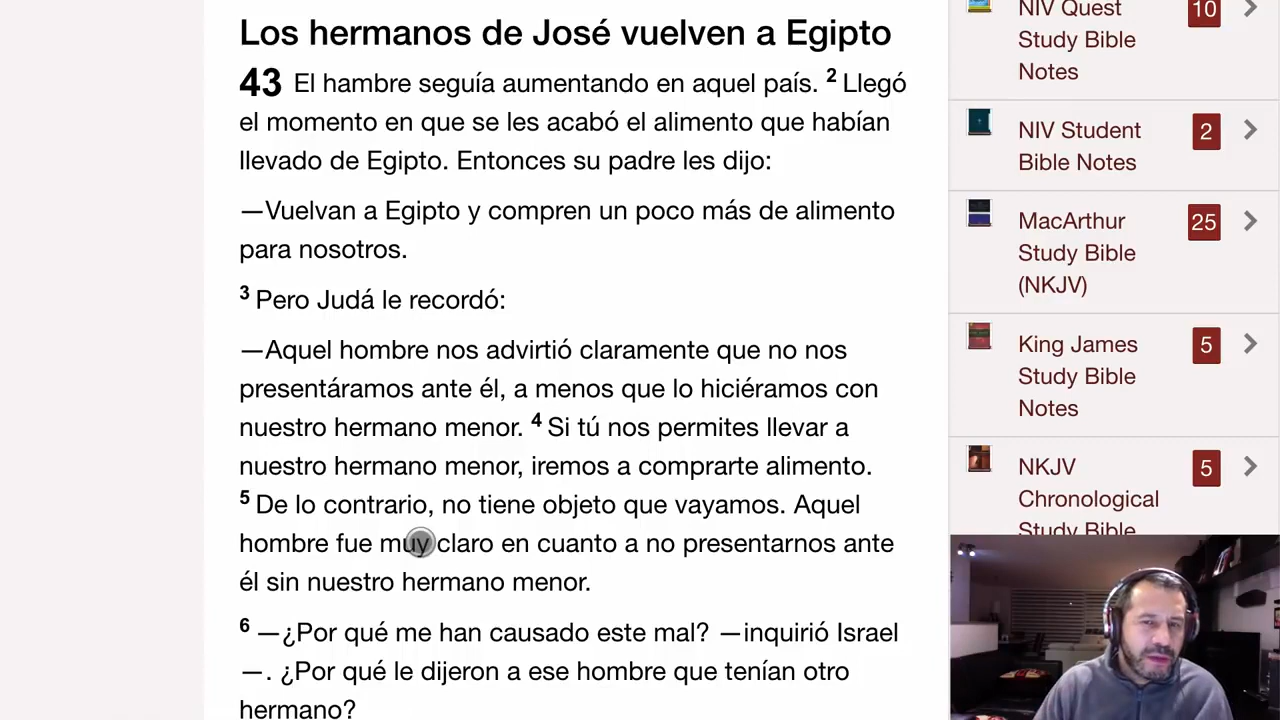 Los hermanos de José vuelven a Egipto
43 El hambre seguía aumentando en aquel país. 2 Llegó
el momento en que se les acabó el alimento que habían
llevado de Egipto. Entonces su padre les dijo:
—Vuelvan a Egipto y compren un poco más de alimento
para nosotros.
3 Pero Judá le recordó:
—Aquel hombre nos advirtió claramente que no nos
presentáramos ante él, a menos que lo hiciéramos con
nuestro hermano menor. 4 Si tú nos permites llevar a
nuestro hermano menor, iremos a comprarte alimento.
5 De lo contrario, no tiene objeto que vayamos. Aquel
hombre fue muy claro en cuanto a no presentarnos ante
él sin nuestro hermano menor.
6 —¿Por qué me han causado este mal? —inquirió Israel
—. ¿Por qué le dijeron a ese hombre que tenían otro
hermano?
NIV Quest 10
Study Bible
Notes
NIV Student 2
Bible Notes
MacArthur 25
Study Bible
(NKJV)
King James 5
Study Bible
Notes
NKJV 5
Chronological
Study Bible